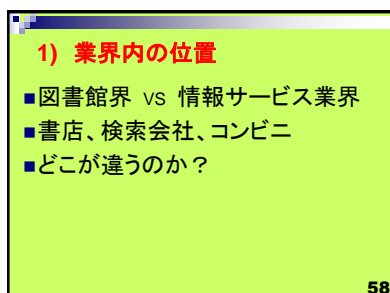 1) 業界内の位置
■図書館界 vs 情報サービス業界
■書店、検索会社、コンビニ
■どこが違うのか？
58